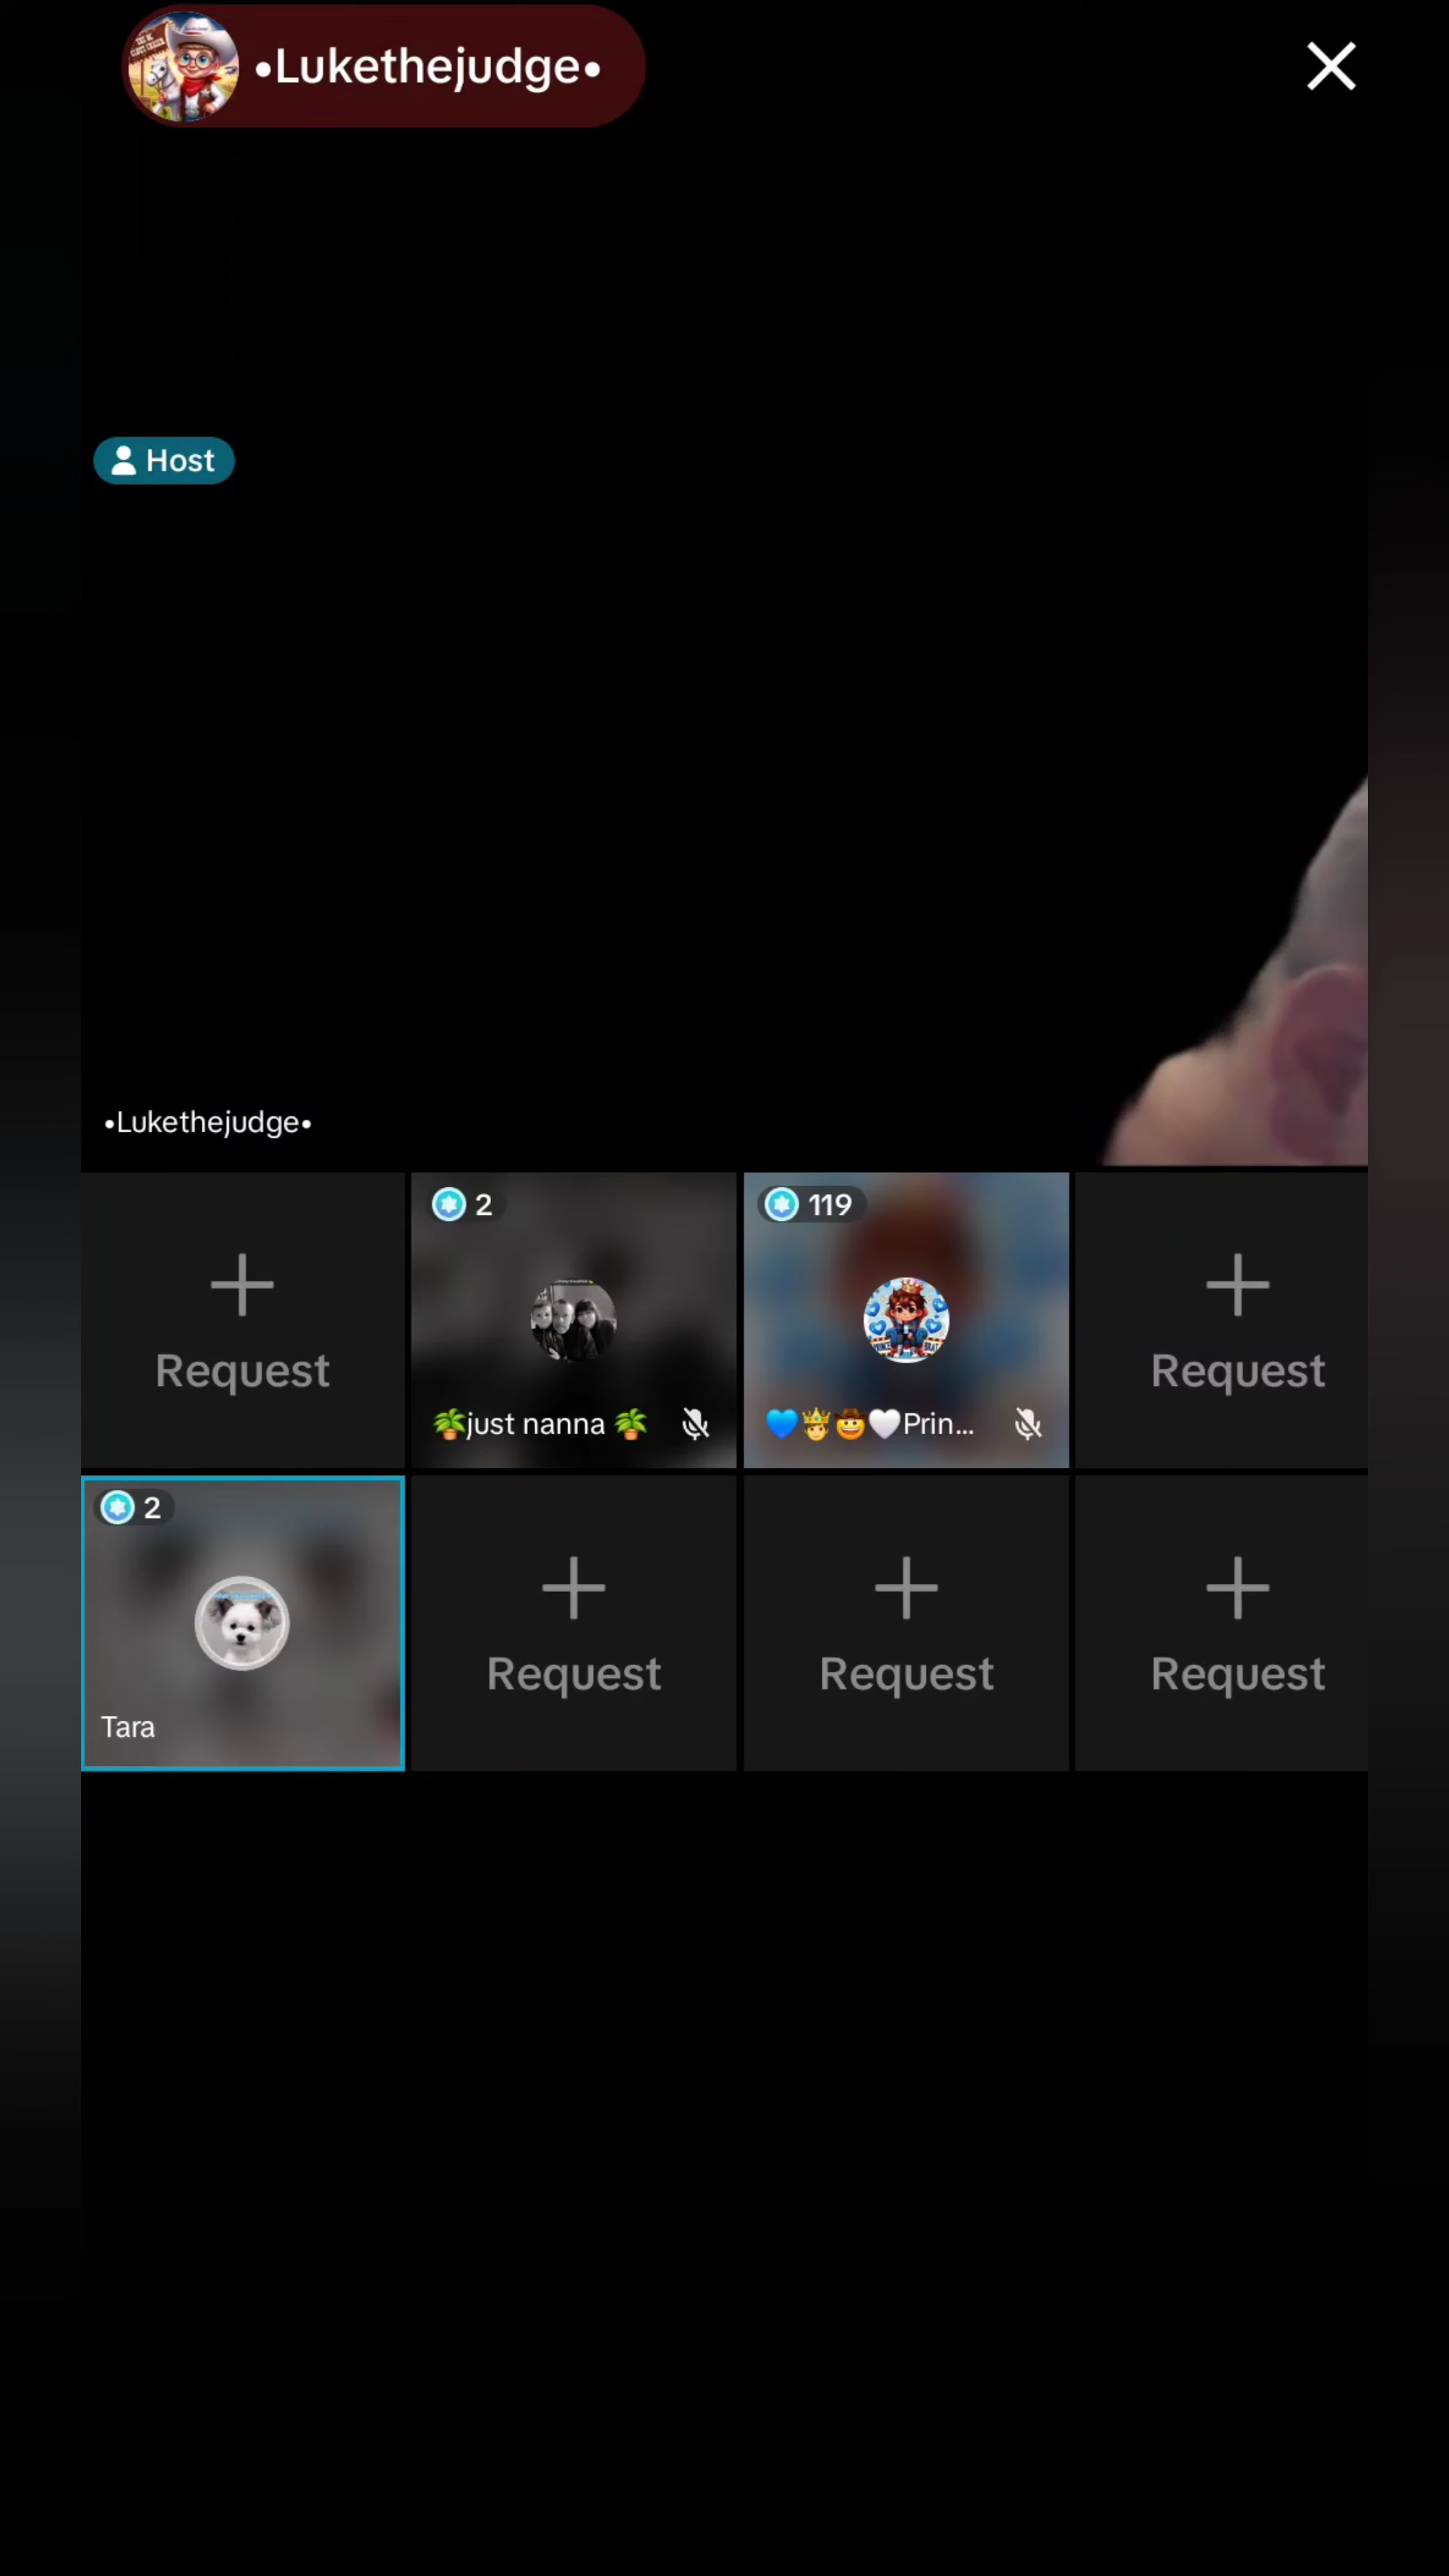 •Lukethejudge•
Host
•Lukethejudge•
Request
2
🌴just nanna 🌴
119
💙🤴🤠🤍Prin...
Request
2
Tara
Request
Request
Request